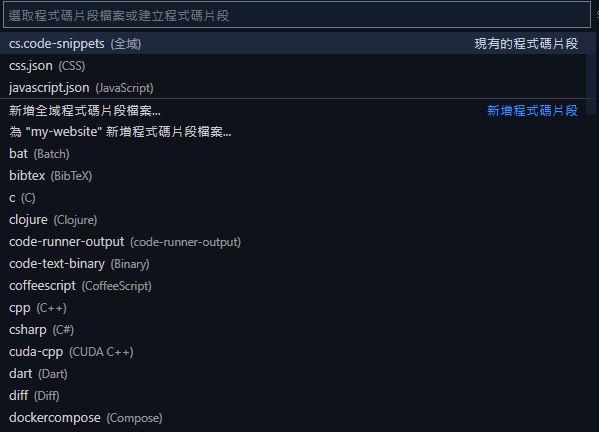 選取程式碼片段檔案或建立程式碼片段
cs.code-snippets (全域) 現有的程式碼片段
css.json (CSS)
javascript.json (JavaScript)
新增全域程式碼片段檔案... 新增程式碼片段
為 "my-website" 新增程式碼片段檔案...
bat (Batch)
bibtex (BibTeX)
c (C)
clojure (Clojure)
code-runner-output (code-runner-output)
code-text-binary (Binary)
coffeescript (CoffeeScript)
cpp (C++)
csharp (C#)
cuda-cpp (CUDA C++)
dart (Dart)
diff (Diff)
dockercompose (Compose)